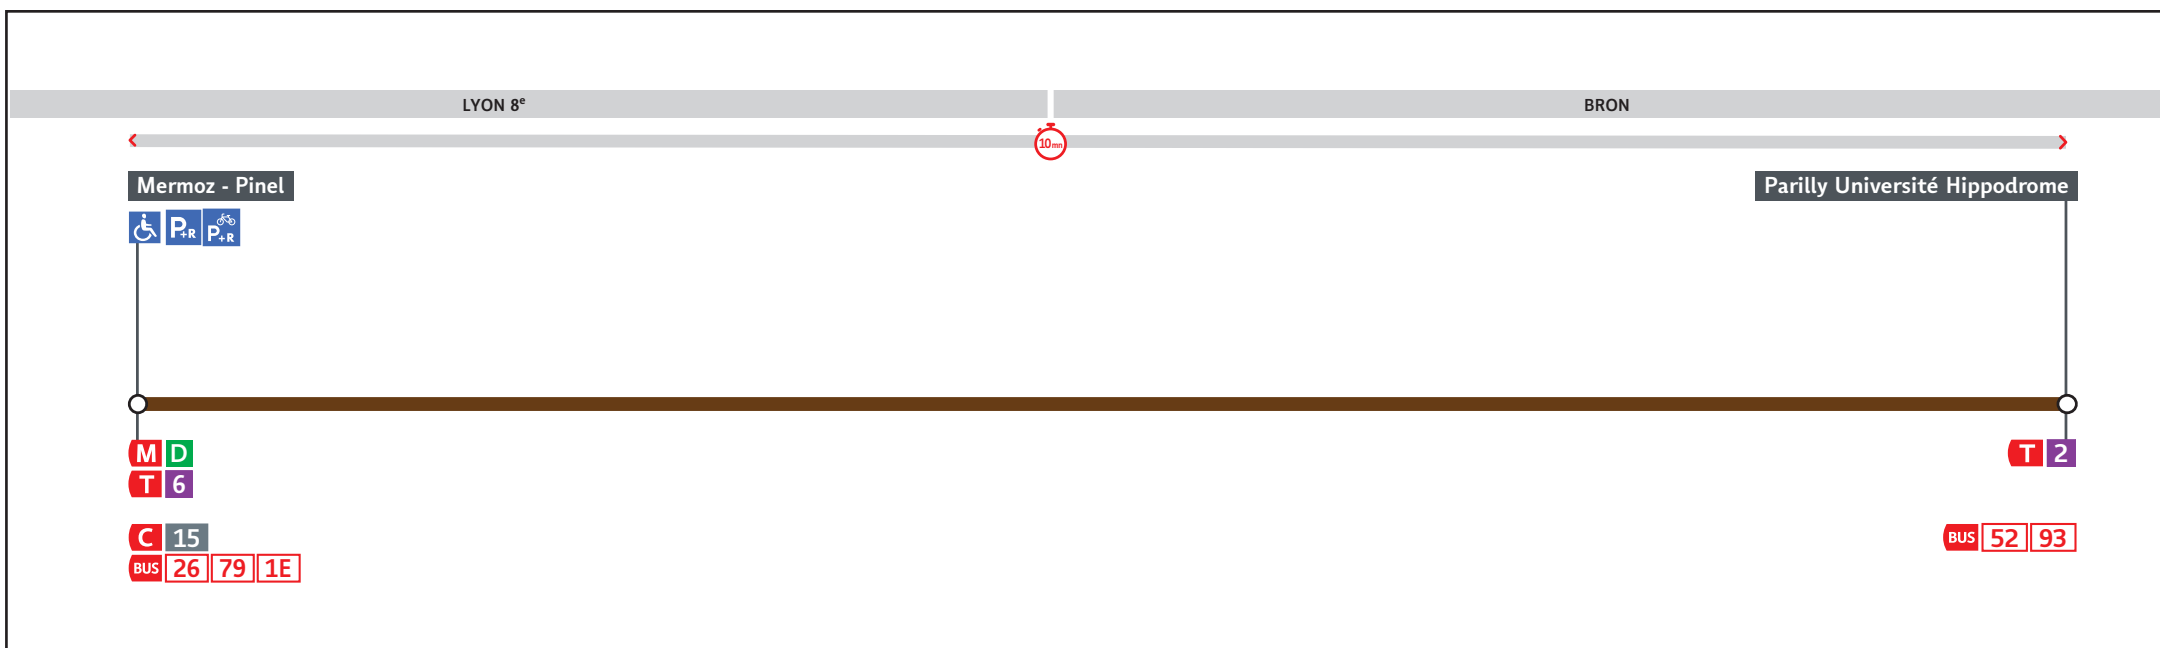 LYON 8e BRON
10mn
Mermoz - Pinel Parilly Université Hippodrome
P+R P+R
M D T 2
T 6
C 15 BUS 52 93
BUS 26 79 1E